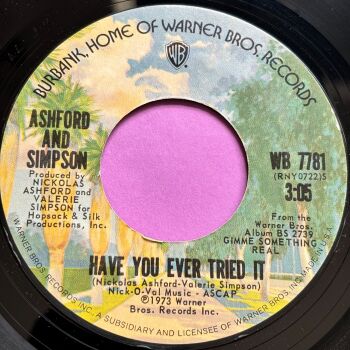 BURBANK, HOME OF WARNER BROS. RECORDS
WB
ASHFORD
AND
SIMPSON
Produced by
NICKOLAS
ASHFORD and
VALERIE
SIMPSON for
Hopsack & Silk
Productions, Inc.
WB 7781
(RNY0722)S
3:05
From the
Warner Bros.
Album BS 2739
GIMME SOMETHING
REAL
HAVE YOU EVER TRIED IT
(Nickolas Ashford-Valerie Simpson)
Nick-O-Val Music - ASCAP
℗1973 Warner
Bros. Records Inc.
WARNER BROS. RECORDS INC., A SUBSIDIARY AND LICENSEE OF WARNER BROS. INC. MADE IN U.S.A.